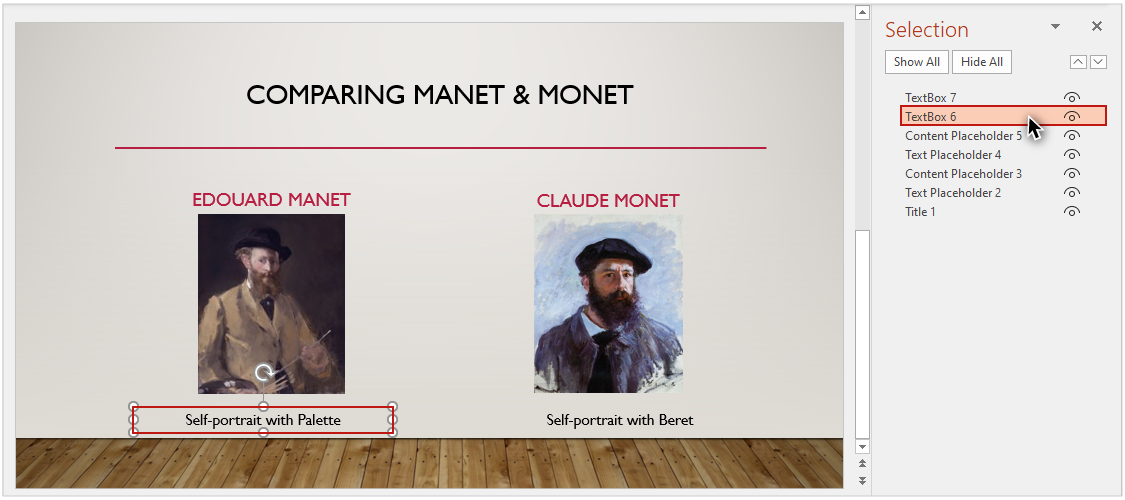 COMPARING MANET & MONET
EDOUARD MANET
CLAUDE MONET
Self-portrait with Palette
Self-portrait with Beret
Selection
Show All
Hide All
TextBox 7
TextBox 6
Content Placeholder 5
Text Placeholder 4
Content Placeholder 3
Text Placeholder 2
Title 1